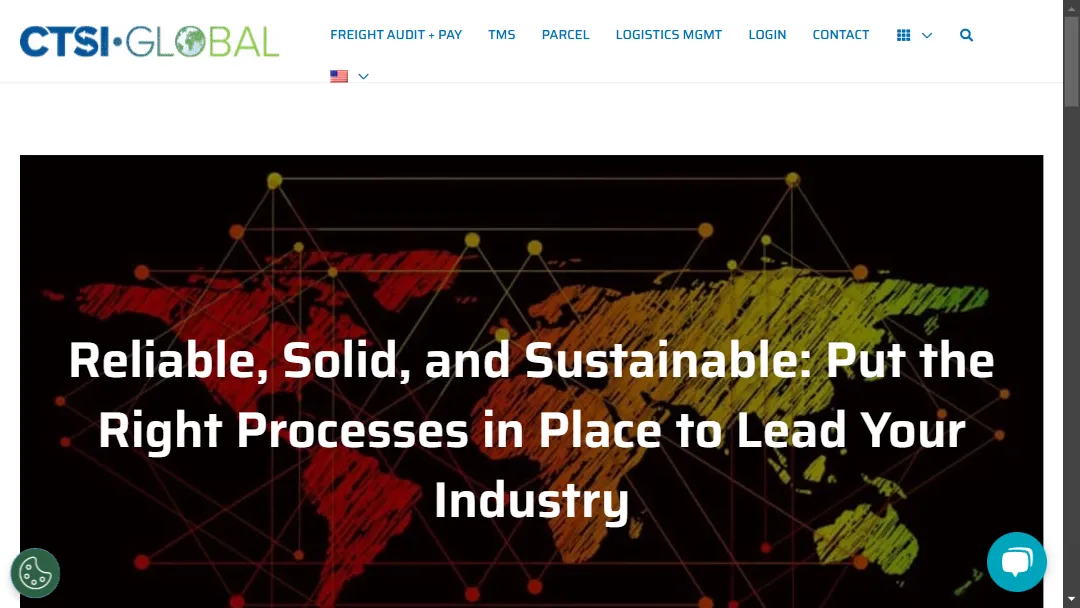 CTSI·GLOBAL
FREIGHT AUDIT + PAY TMS PARCEL LOGISTICS MGMT LOGIN CONTACT
Reliable, Solid, and Sustainable: Put the
Right Processes in Place to Lead Your
Industry